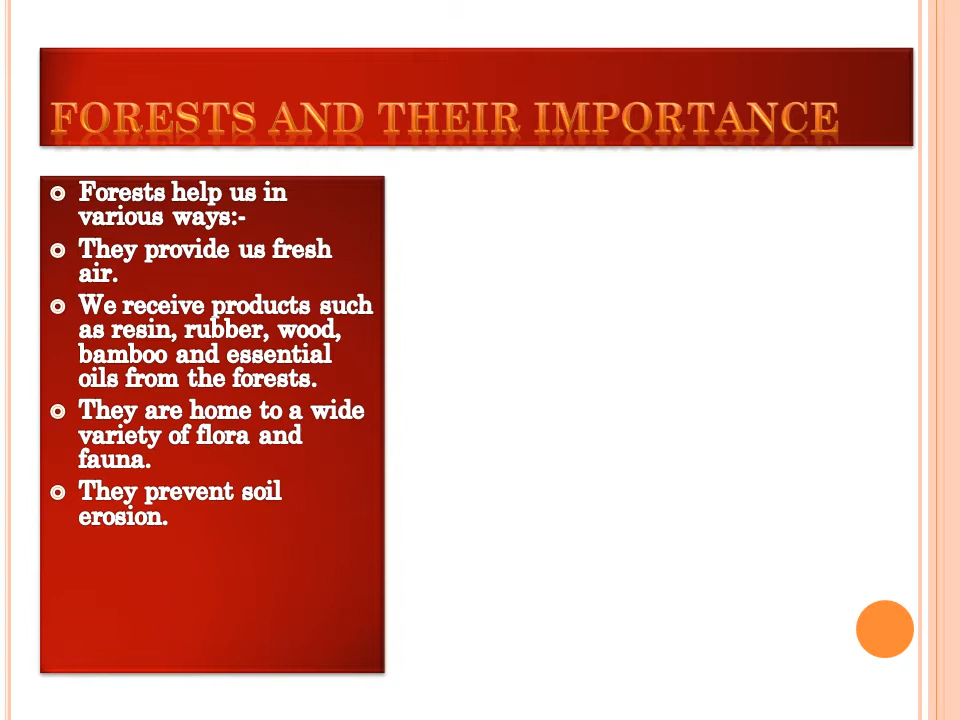 FORESTS AND THEIR IMPORTANCE
Forests help us in
various ways:-
They provide us fresh
air.
We receive products such
as resin, rubber, wood,
bamboo and essential
oils from the forests.
They are home to a wide
variety of flora and
fauna.
They prevent soil
erosion.